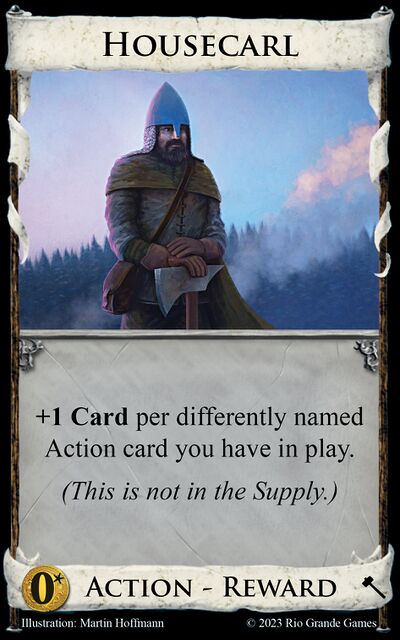 HOUSECARL
+1 Card per differently named
Action card you have in play.
(This is not in the Supply.)
0* ACTION - REWARD
Illustration: Martin Hoffmann © 2023 Rio Grande Games